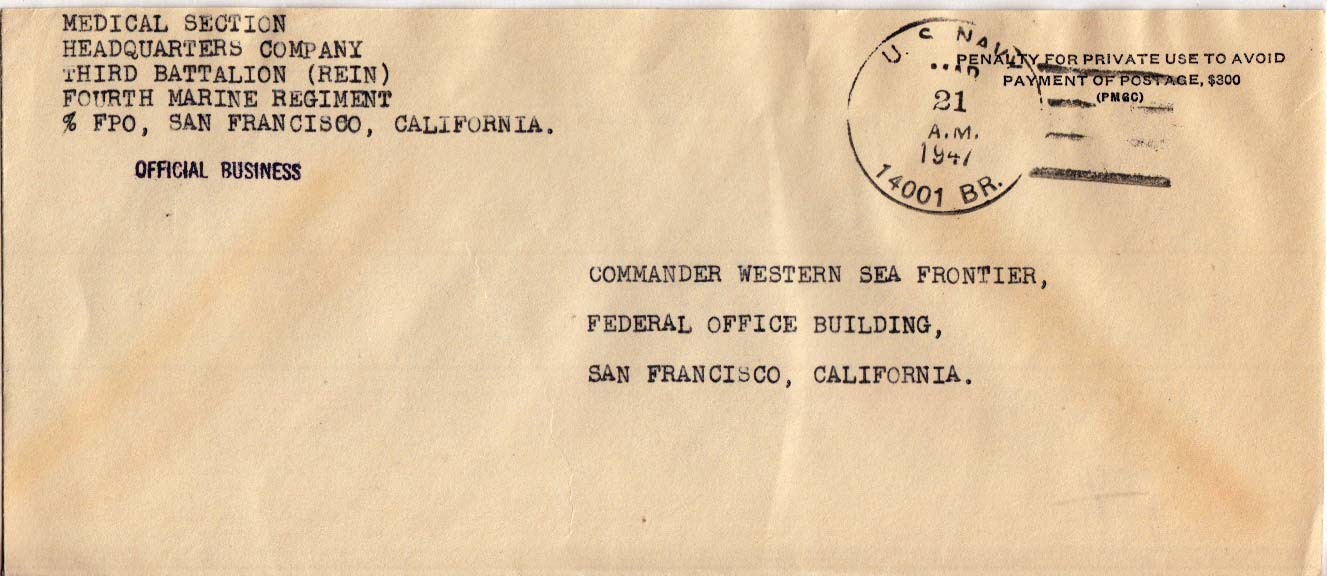 MEDICAL SECTION
HEADQUARTERS COMPANY
THIRD BATTALION (REIN)
FOURTH MARINE REGIMENT
% FPO, SAN FRANCISCO, CALIFORNIA.
OFFICIAL BUSINESS
U. S. NAVY
MAR
21
A.M.
1947
14001 BR.
PENALTY FOR PRIVATE USE TO AVOID
PAYMENT OF POSTAGE, $300
(PMGC)
COMMANDER WESTERN SEA FRONTIER,
FEDERAL OFFICE BUILDING,
SAN FRANCISCO, CALIFORNIA.